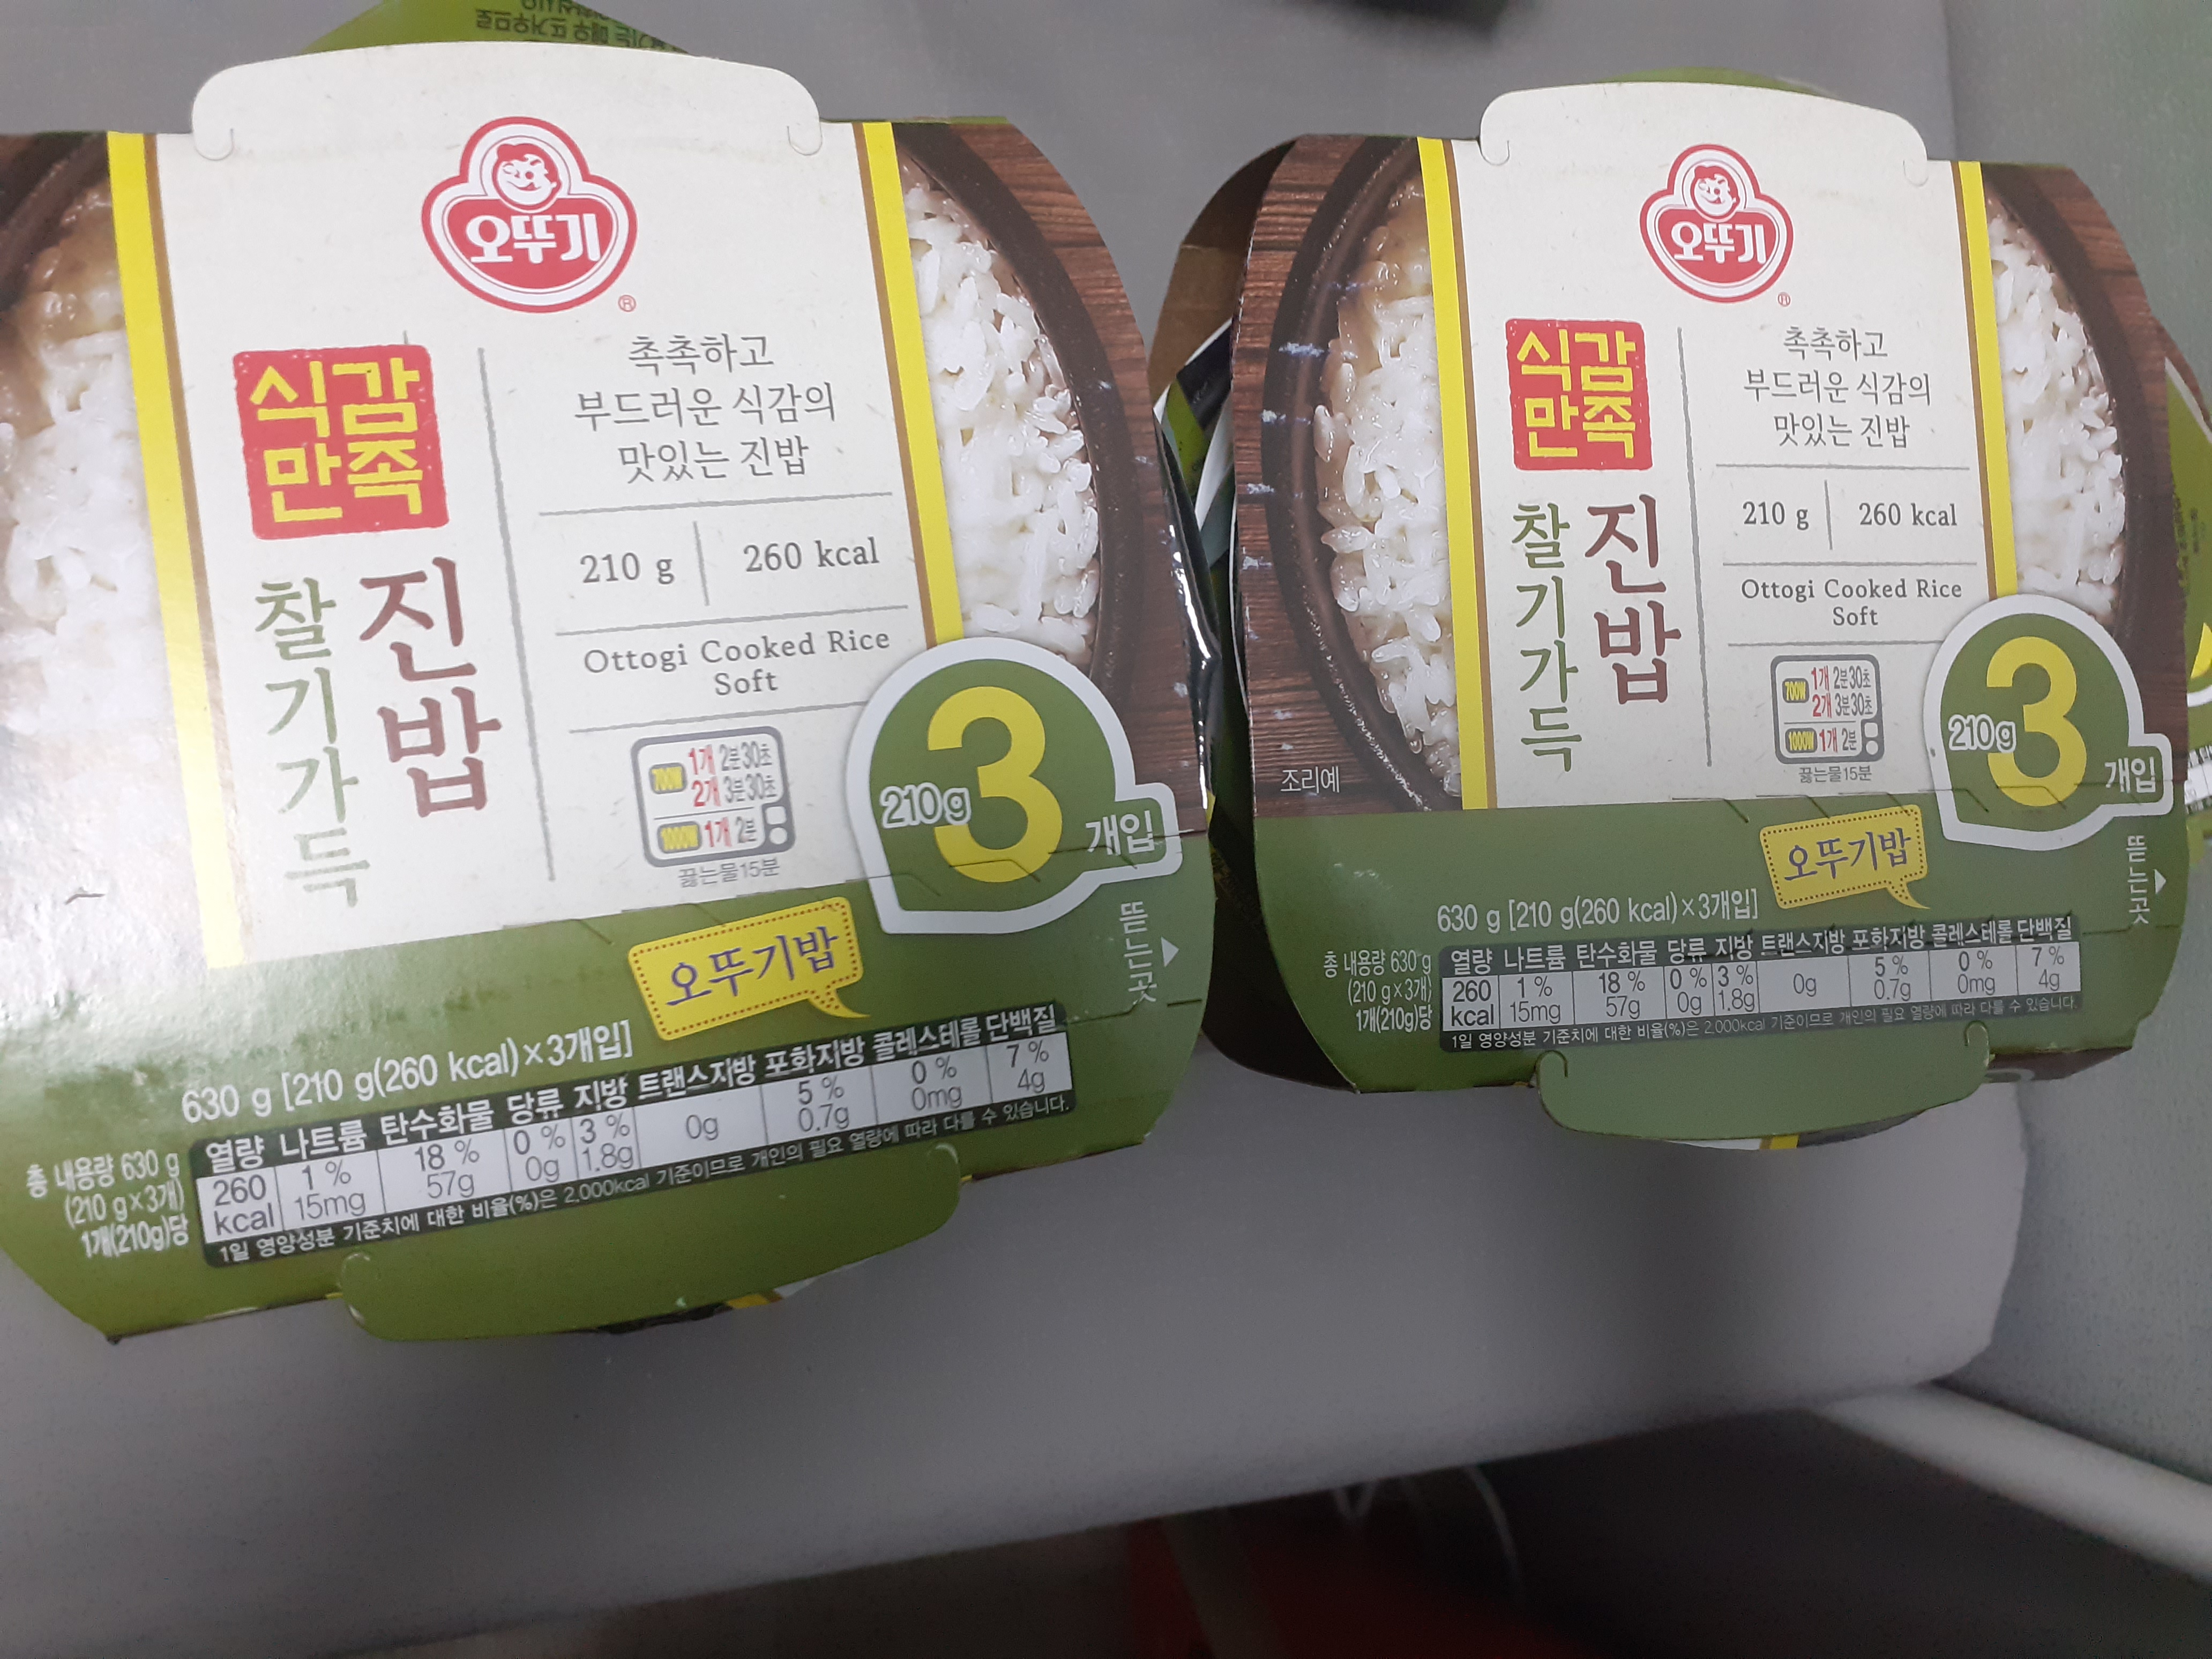 오뚜기
®
식감
만족
찰기가득
진밥
촉촉하고
부드러운 식감의
맛있는 진밥
210 g
260 kcal
Ottogi Cooked Rice
Soft
700W 1개 2분30초
2개 3분30초
1000W 1개 2분
끓는물15분
210g 3개입
오뚜기밥
뜯는곳
630 g [210 g(260 kcal)×3개입]
총 내용량 630 g
(210 g×3개)
1개(210g)당
열량 나트륨 탄수화물 당류 지방 트랜스지방 포화지방 콜레스테롤 단백질
260 1 % 18 % 0 % 3 % 0g 5 % 0 % 7 %
kcal 15mg 57g 0g 1.8g 0.7g 0mg 4g
1일 영양성분 기준치에 대한 비율(%)은 2,000kcal 기준이므로 개인의 필요 열량에 따라 다를 수 있습니다.
오뚜기
®
식감
만족
찰기가득
진밥
촉촉하고
부드러운 식감의
맛있는 진밥
210 g
260 kcal
Ottogi Cooked Rice
Soft
700W 1개 2분30초
2개 3분30초
1000W 1개 2분
끓는물15분
210g 3개입
조리예
오뚜기밥
뜯는곳
630 g [210 g(260 kcal)×3개입]
총 내용량 630 g
(210 g×3개)
1개(210g)당
열량 나트륨 탄수화물 당류 지방 트랜스지방 포화지방 콜레스테롤 단백질
260 1 % 18 % 0 % 3 % 0g 5 % 0 % 7 %
kcal 15mg 57g 0g 1.8g 0.7g 0mg 4g
1일 영양성분 기준치에 대한 비율(%)은 2,000kcal 기준이므로 개인의 필요 열량에 따라 다를 수 있습니다.